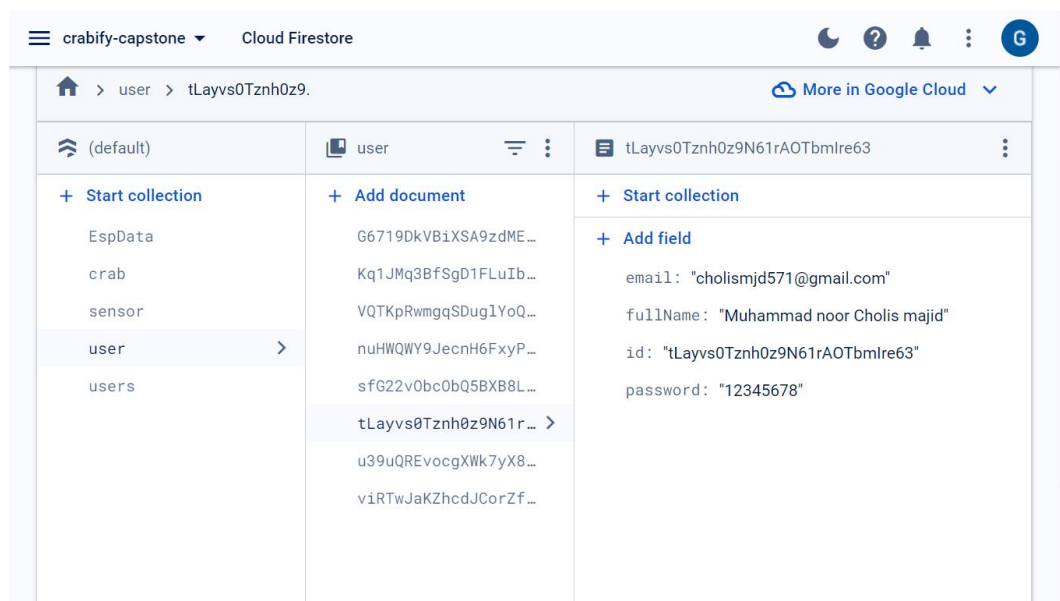 crabify-capstone Cloud Firestore G
user tLayvs0Tznh0z9. More in Google Cloud
(default) user tLayvs0Tznh0z9N61rAOTbmIre63
Start collection Add document Start collection
EspData G6719DkVBiXSA9zdME… Add field
crab Kq1JMq3BfSgD1FLuIb… email: "cholismjd571@gmail.com"
sensor VQTKpRwmgqSDuglYoQ… fullName: "Muhammad noor Cholis majid"
user nuHWQWY9JecnH6FxyP… id: "tLayvs0Tznh0z9N61rAOTbmIre63"
users sfG22vObcObQ5BXB8L… password: "12345678"
tLayvs0Tznh0z9N61r…
u39uQREvocgXWk7yX8…
viRTwJaKZhcdJCorZf…